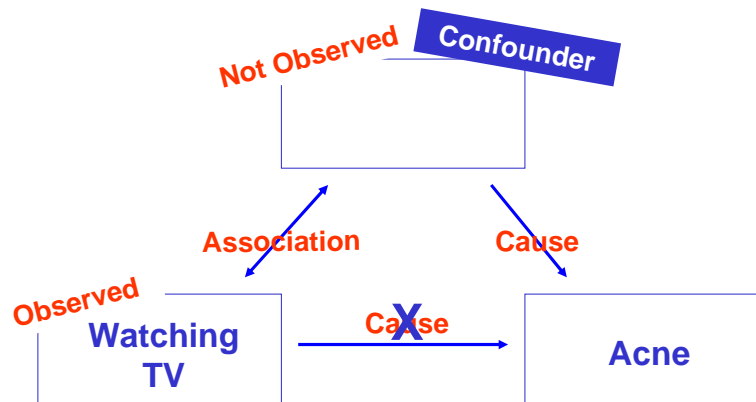 Not Observed
Confounder
Association
Cause
Observed
Watching
TV
Cause
X
Acne